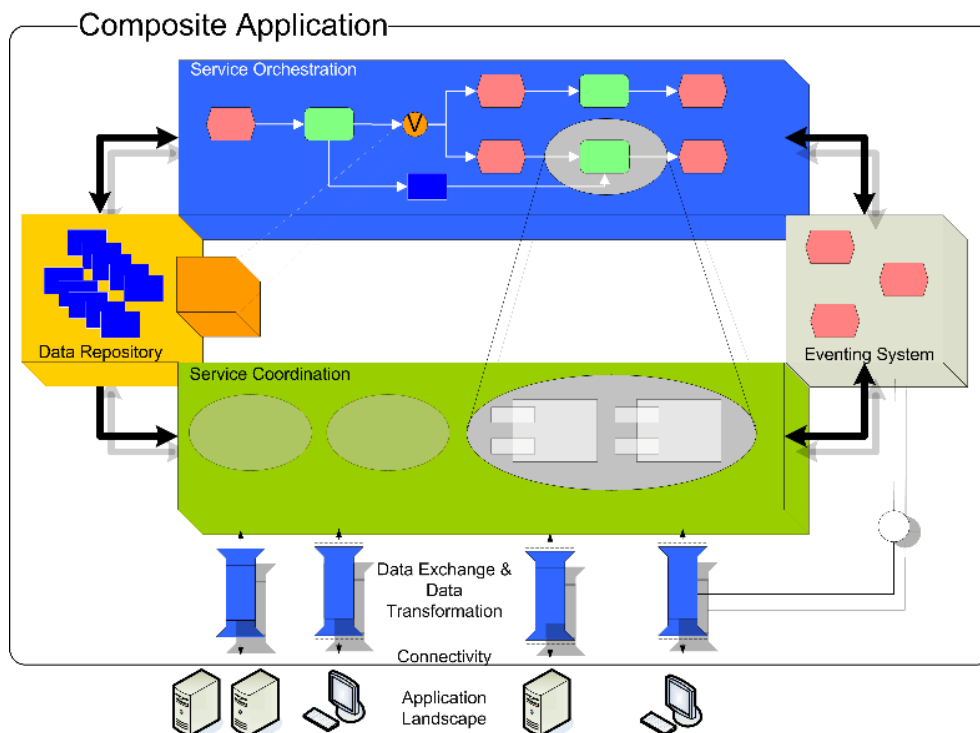 Composite Application
Service Orchestration
V
Data Repository
Eventing System
Service Coordination
Data Exchange &
Data
Transformation
Connectivity
Application
Landscape